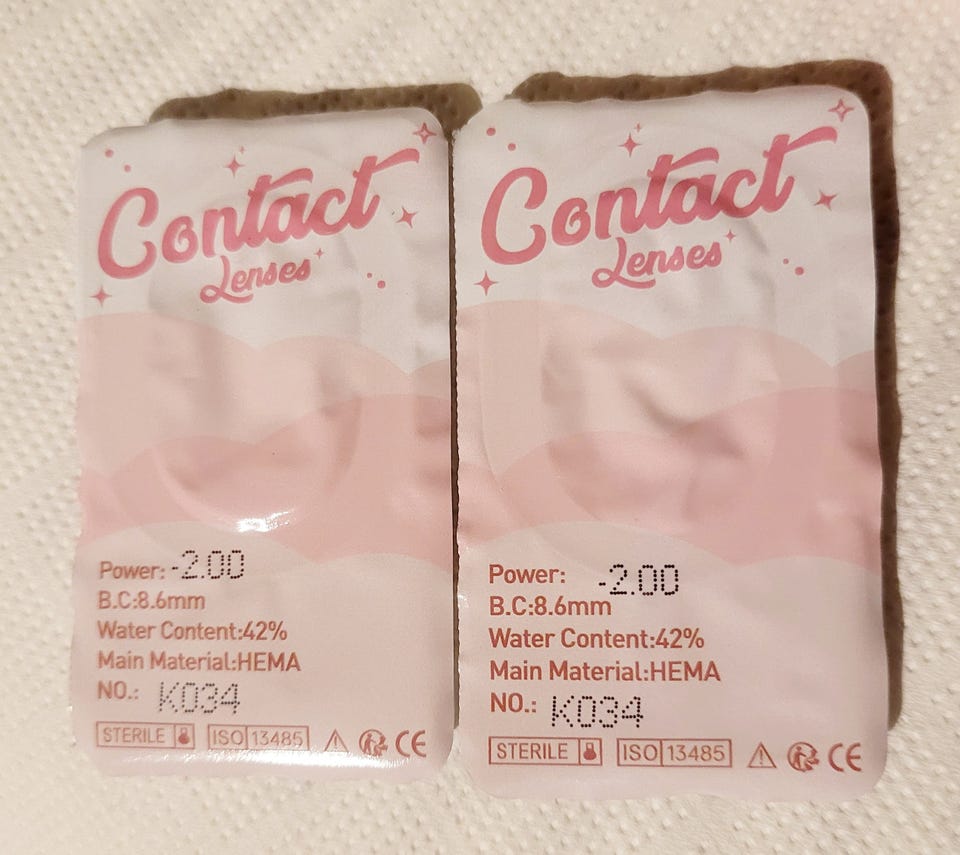 Contact
Lenses
Power: -2.00
B.C:8.6mm
Water Content:42%
Main Material:HEMA
NO.: K034
STERILE ISO 13485 CE
Contact
Lenses
Power: -2.00
B.C:8.6mm
Water Content:42%
Main Material:HEMA
NO.: K034
STERILE ISO 13485 CE